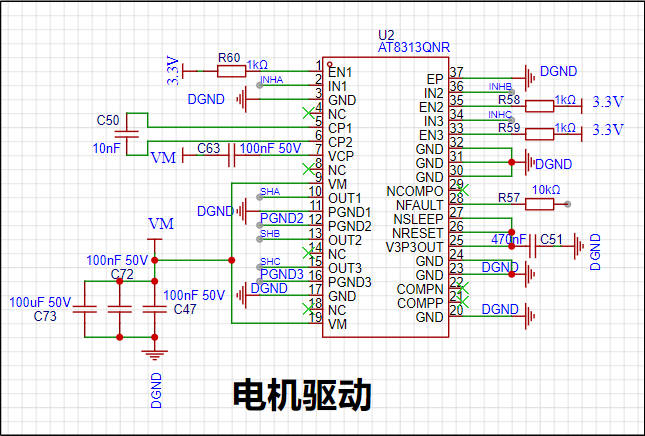 U2
AT8313QNR
3.3V
R60
1kΩ
INHA
DGND
C50
10nF
VM
C63
100nF 50V
1 EN1
2 IN1
3 GND
4 NC
5 CP1
6 CP2
7 VCP
8 NC
9 VM
10 OUT1
11 PGND1
12 PGND2
13 OUT2
14 NC
15 OUT3
16 PGND3
17 GND
18 NC
19 VM
EP 37
IN2 36
EN2 35
IN3 34
EN3 33
GND 32
GND 31
GND 30
NCOMPO 29
NFAULT 28
NSLEEP 27
NRESET 26
V3P3OUT 25
GND 24
GND 23
COMPN 22
COMPP 21
GND 20
DGND
INHB
R58
1kΩ
3.3V
INHC
R59
1kΩ
3.3V
DGND
R57
10kΩ
470nF
C51
DGND
DGND
DGND
SHA
DGND
PGND2
SHB
SHC
PGND3
DGND
VM
100nF 50V
C72
100uF 50V
C73
100nF 50V
C47
DGND
电机驱动